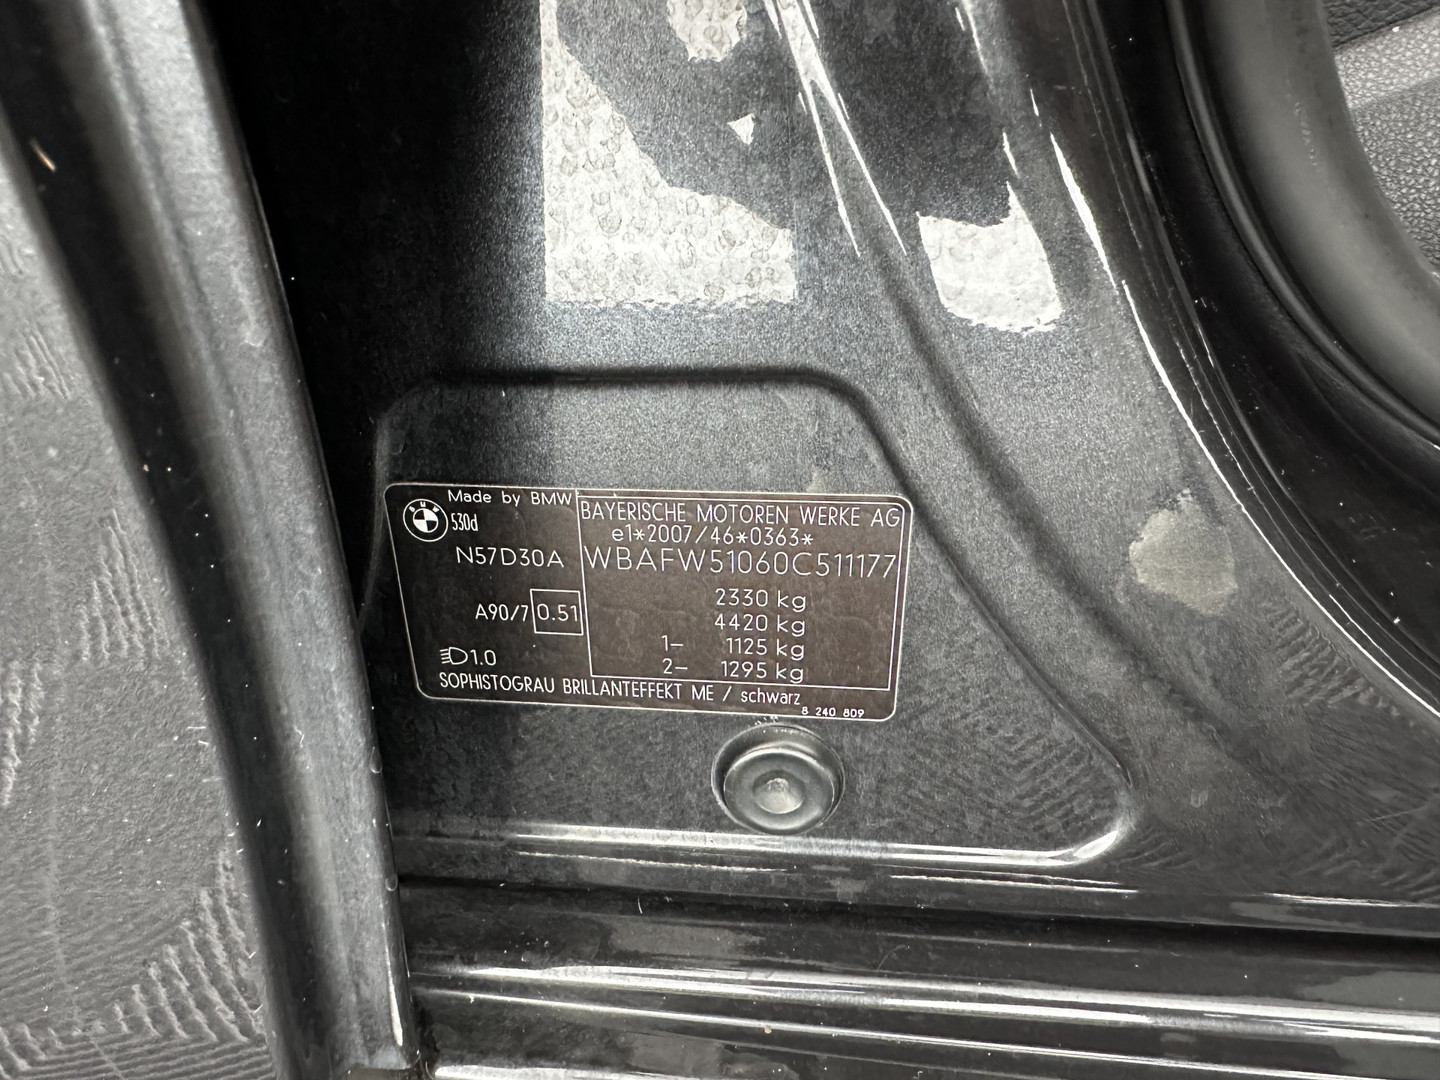 Made by BMW
BMW
530d
N57D30A
A90/7 0.51
1.0
BAYERISCHE MOTOREN WERKE AG
e1*2007/46*0363*
WBAFW51060C511177
2330 kg
4420 kg
1- 1125 kg
2- 1295 kg
SOPHISTOGRAU BRILLANTEFFEKT ME / schwarz
8 240 809